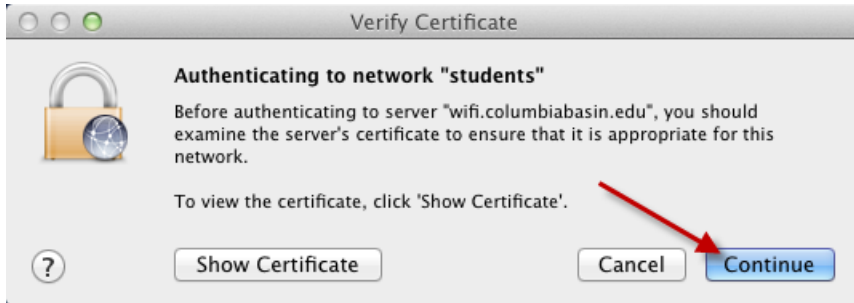 Verify Certificate
Authenticating to network "students"
Before authenticating to server "wifi.columbiabasin.edu", you should
examine the server's certificate to ensure that it is appropriate for this
network.
To view the certificate, click 'Show Certificate'.
?
Show Certificate
Cancel
Continue